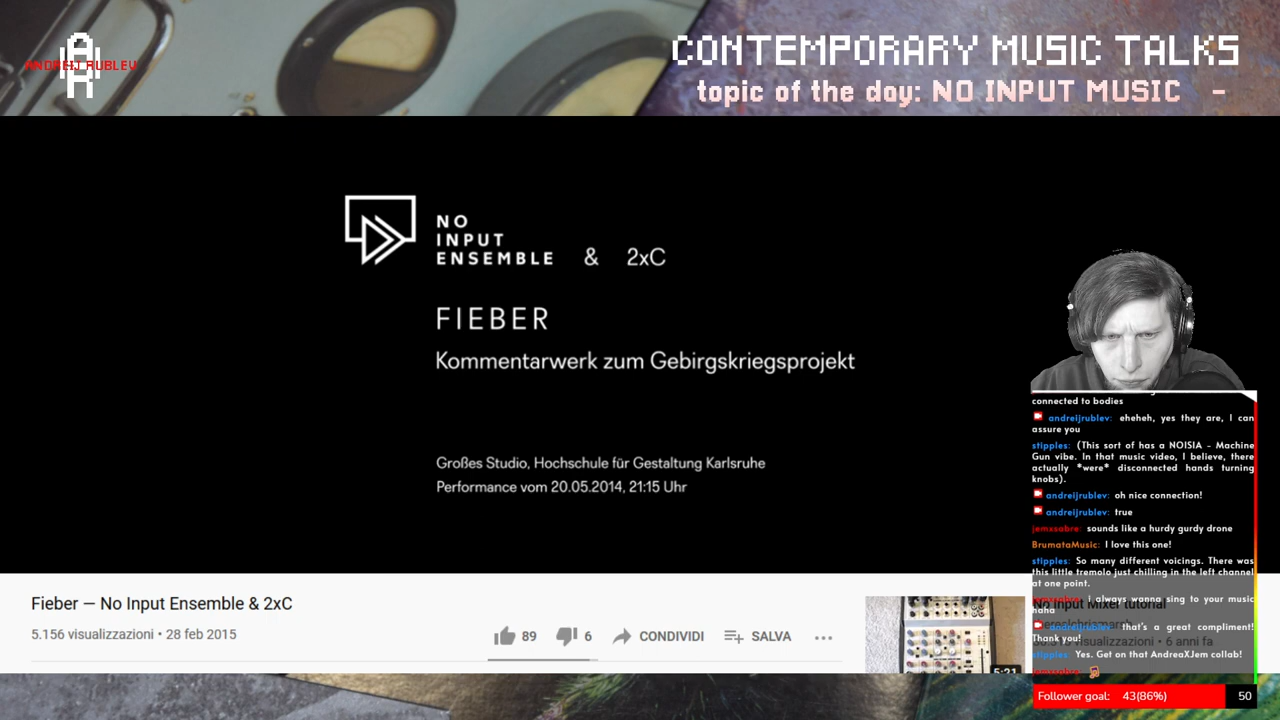 ANDREIJ RUBLEV
CONTEMPORARY MUSIC TALKS
topic of the day: NO INPUT MUSIC -
NO
INPUT
ENSEMBLE & 2xC
FIEBER
Kommentarwerk zum Gebirgskriegsprojekt
Großes Studio, Hochschule für Gestaltung Karlsruhe
Performance vom 20.05.2014, 21:15 Uhr
Fieber — No Input Ensemble & 2xC
5.156 visualizzazioni • 28 feb 2015
89
6
CONDIVIDI
SALVA
5:21
No Input Mixer tutorial
visualizzazioni • 6 anni fa
connected to bodies
andreijrublev: eheheh, yes they are, I can
assure you
stipples: (This sort of has a NOISIA - Machine
Gun vibe. In that music video, I believe, there
actually *were* disconnected hands turning
knobs).
andreijrublev: oh nice connection!
andreijrublev: true
jemxsabre: sounds like a hurdy gurdy drone
BrumataMusic: I love this one!
stipples: So many different voicings. There was
this little tremolo just chilling in the left channel
at one point.
jemxsabre: i always wanna sing to your music
haha
andreijrublev: that's a great compliment!
Thank you!
stipples: Yes. Get on that AndreaXJem collab!
jemxsabre:
Follower goal: 43(86%) 50